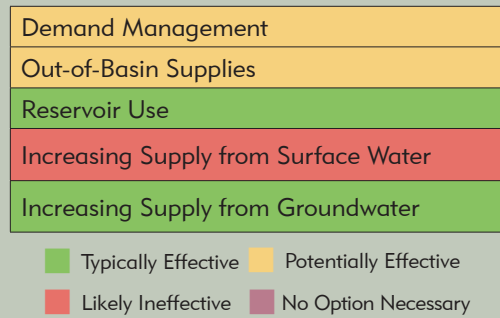 Demand Management
Out-of-Basin Supplies
Reservoir Use
Increasing Supply from Surface Water
Increasing Supply from Groundwater
Typically Effective Potentially Effective
Likely Ineffective No Option Necessary